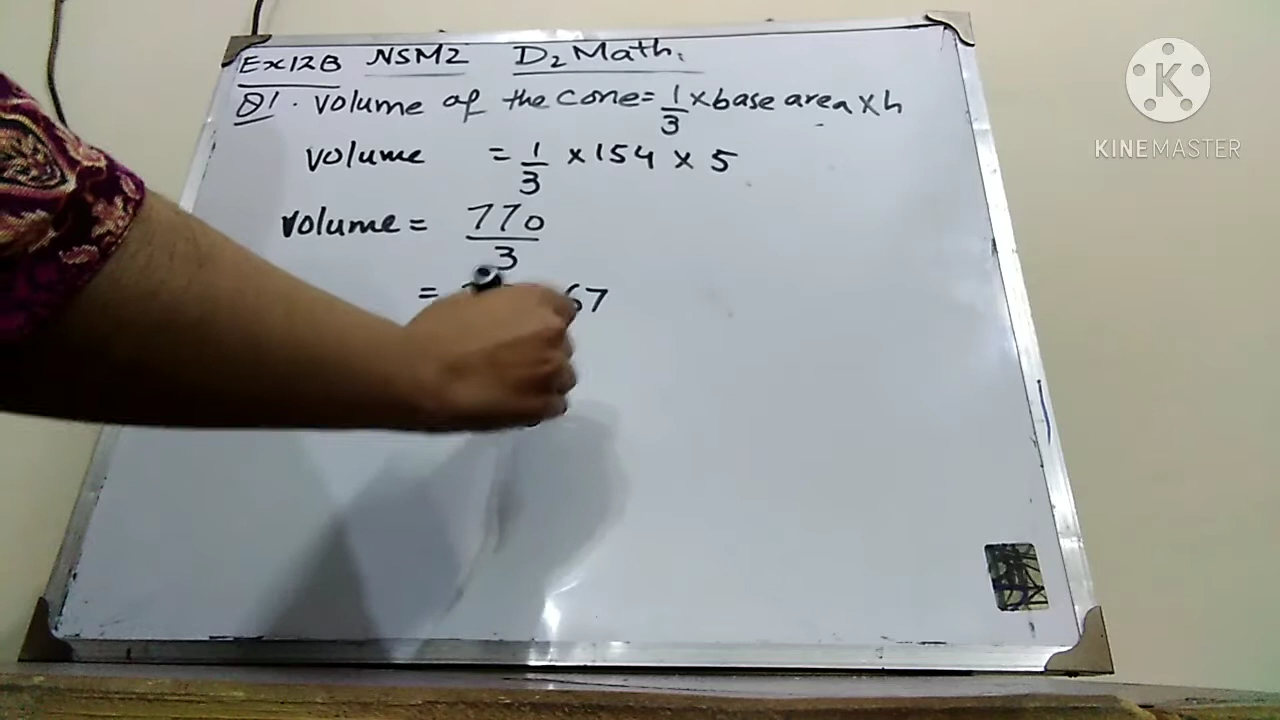 Ex12B NSM2 D2 Math.
Q1. Volume of the Cone = 1/3 × base area × h
Volume = 1/3 × 154 × 5
Volume = 770/3
= 67
K
KINEMASTER